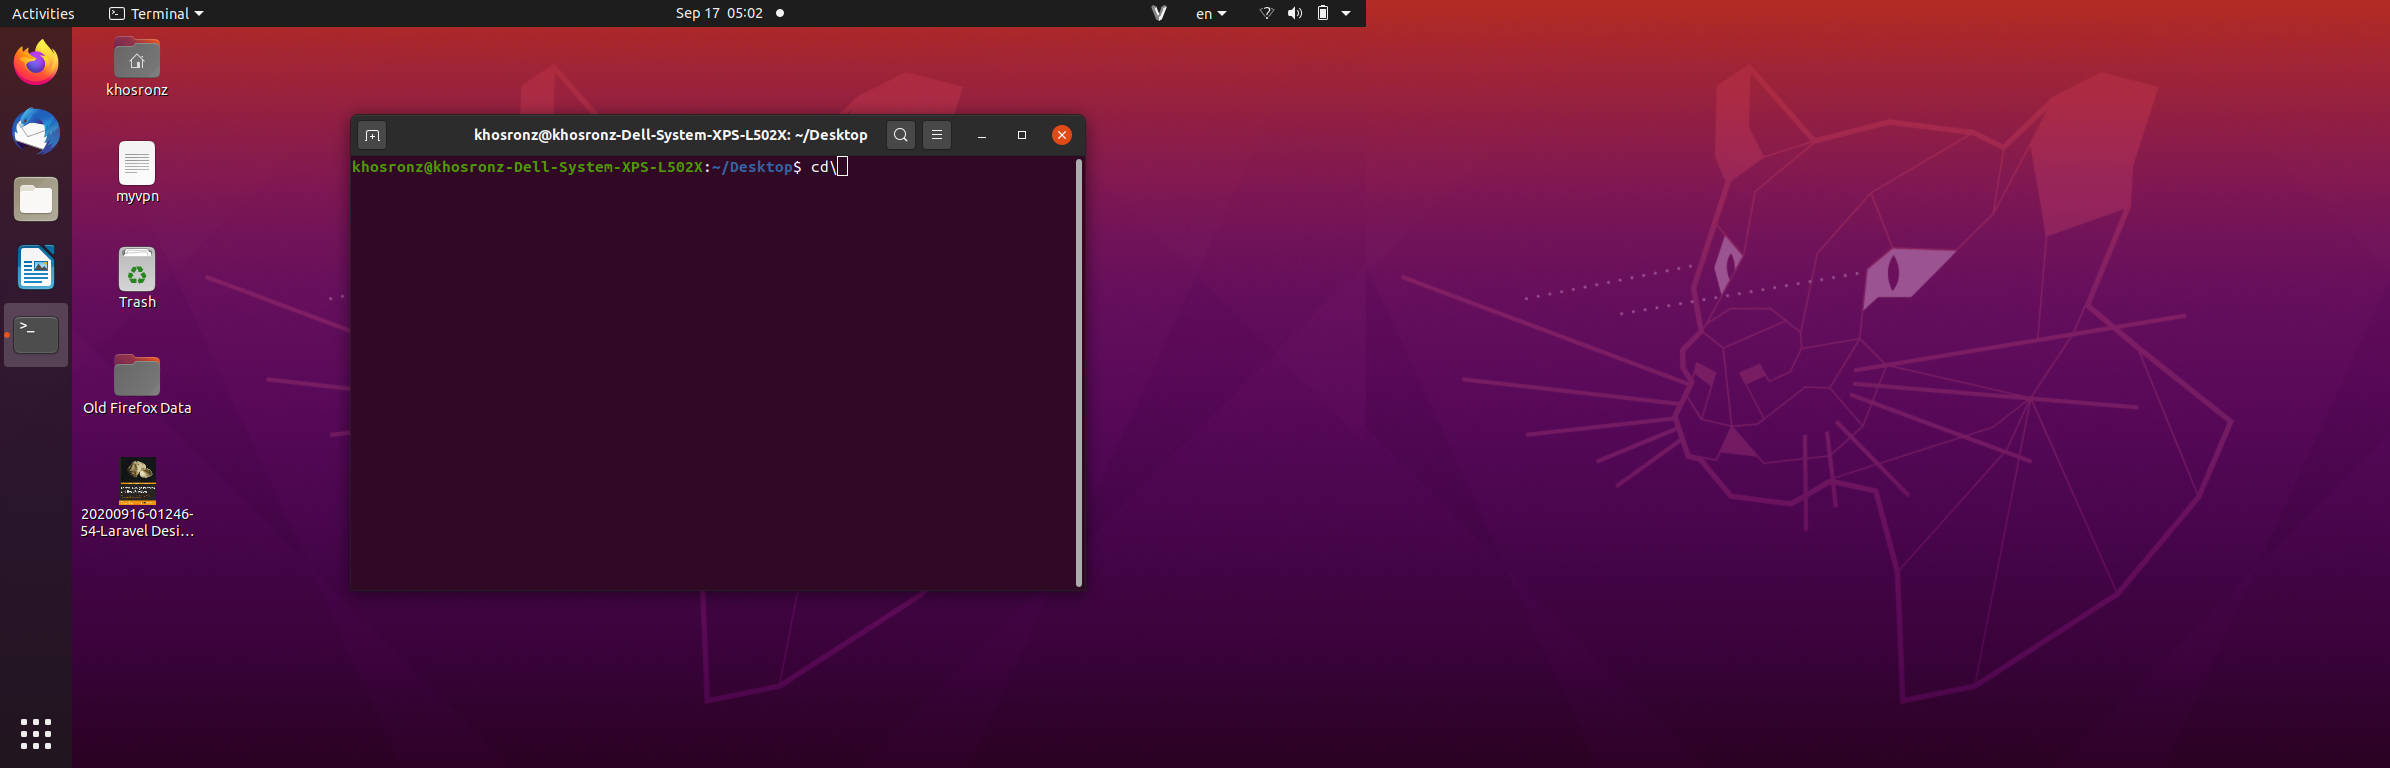 Activities
Terminal
Sep 17 05:02
en
khosronz
myvpn
Trash
Old Firefox Data
20200916-01246-
54-Laravel Desi…
khosronz@khosronz-Dell-System-XPS-L502X: ~/Desktop
khosronz@khosronz-Dell-System-XPS-L502X:~/Desktop$ cd\